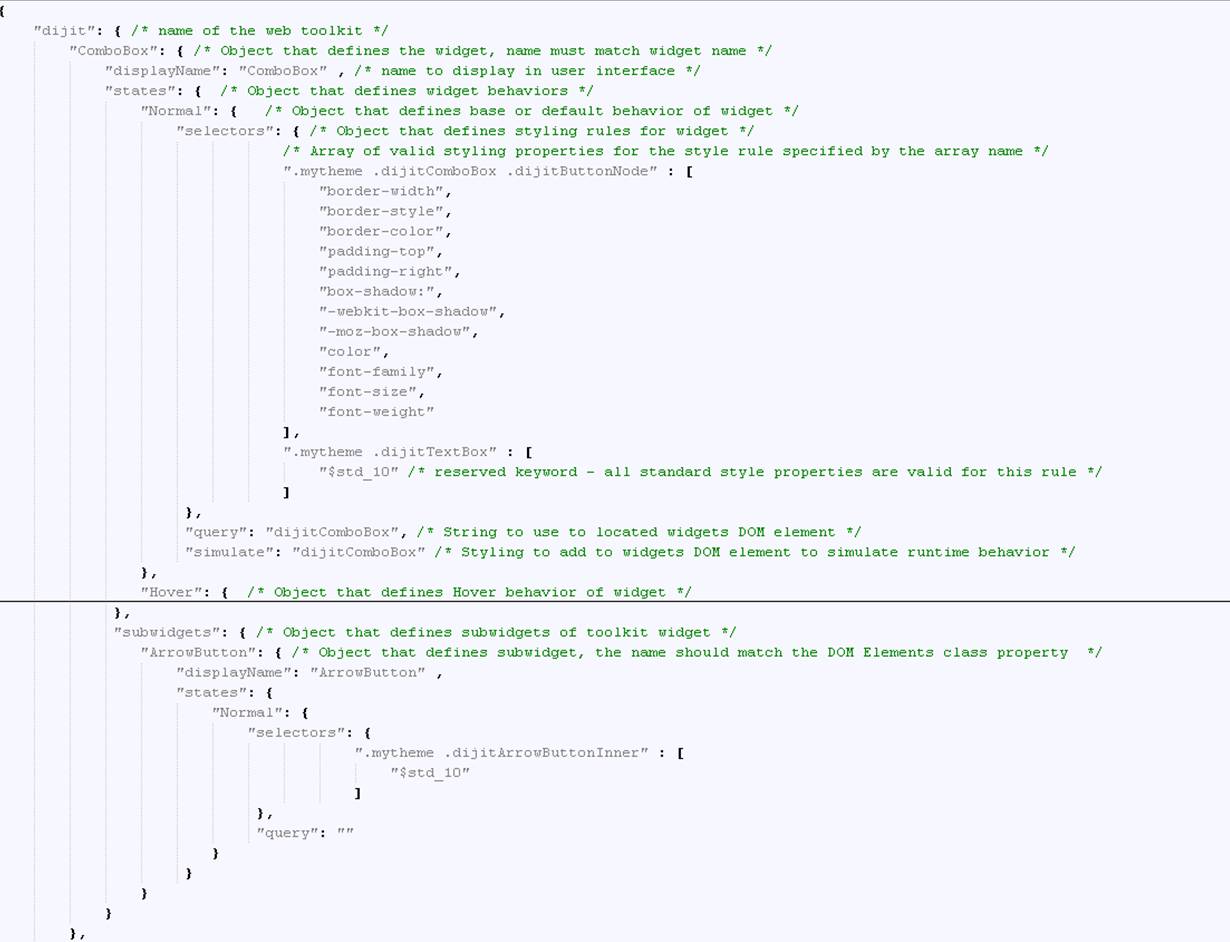 {
"dijit": { /* name of the web toolkit */
"ComboBox": { /* Object that defines the widget, name must match widget name */
"displayName": "ComboBox" , /* name to display in user interface */
"states": {  /* Object that defines widget behaviors */
"Normal": {   /* Object that defines base or default behavior of widget */
"selectors": { /* Object that defines styling rules for widget */
/* Array of valid styling properties for the style rule specified by the array name */
".mytheme .dijitComboBox .dijitButtonNode" : [
"border-width",
"border-style",
"border-color",
"padding-top",
"padding-right",
"box-shadow:",
"-webkit-box-shadow",
"-moz-box-shadow",
"color",
"font-family",
"font-size",
"font-weight"
],
".mytheme .dijitTextBox" : [
"$std_10" /* reserved keyword - all standard style properties are valid for this rule */
]
},
"query": "dijitComboBox", /* String to use to located widgets DOM element */
"simulate": "dijitComboBox" /* Styling to add to widgets DOM element to simulate runtime behavior */
},
"Hover": {  /* Object that defines Hover behavior of widget */
},
"subwidgets": { /* Object that defines subwidgets of toolkit widget */
"ArrowButton": { /* Object that defines subwidget, the name should match the DOM Elements class property  */
"displayName": "ArrowButton" ,
"states": {
"Normal": {
"selectors": {
".mytheme .dijitArrowButtonInner" : [
"$std_10"
]
},
"query": ""
}
}
}
}
},